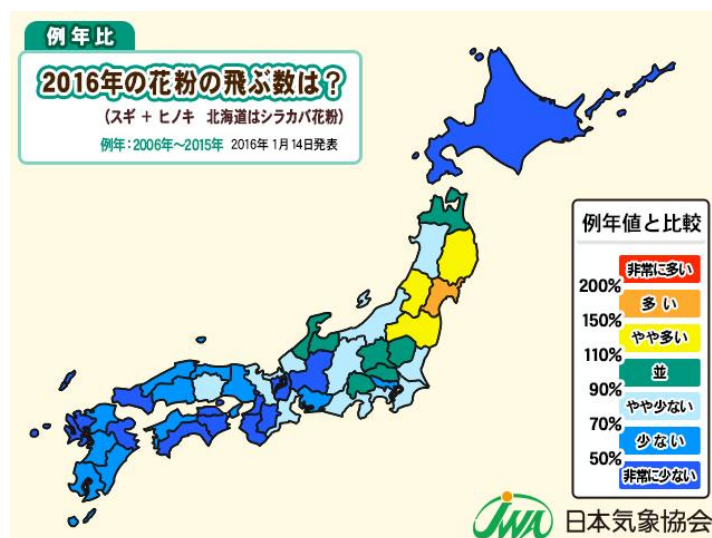 例年比
2016年の花粉の飛ぶ数は?
(スギ + ヒノキ 北海道はシラカバ花粉)
例年:2006年~2015年 2016年1月14日発表
例年値と比較
非常に多い
200%
多い
150%
やや多い
110%
並
90%
やや少ない
70%
少ない
50%
非常に少ない
JWA 日本気象協会